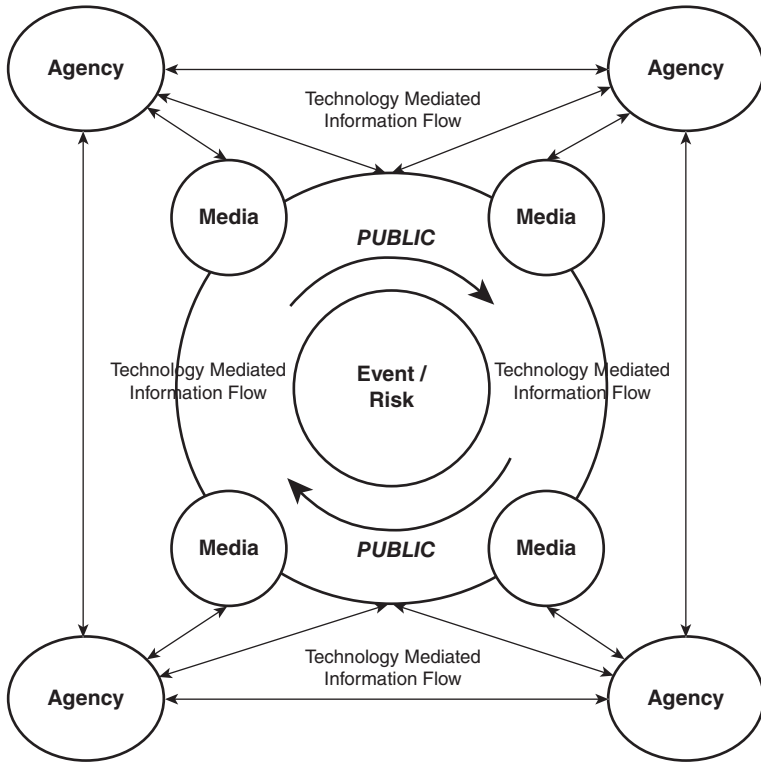 Agency
Agency
Technology Mediated
Information Flow
Media
Media
PUBLIC
Technology Mediated
Information Flow
Event /
Risk
Technology Mediated
Information Flow
Media
Media
PUBLIC
Technology Mediated
Information Flow
Agency
Agency